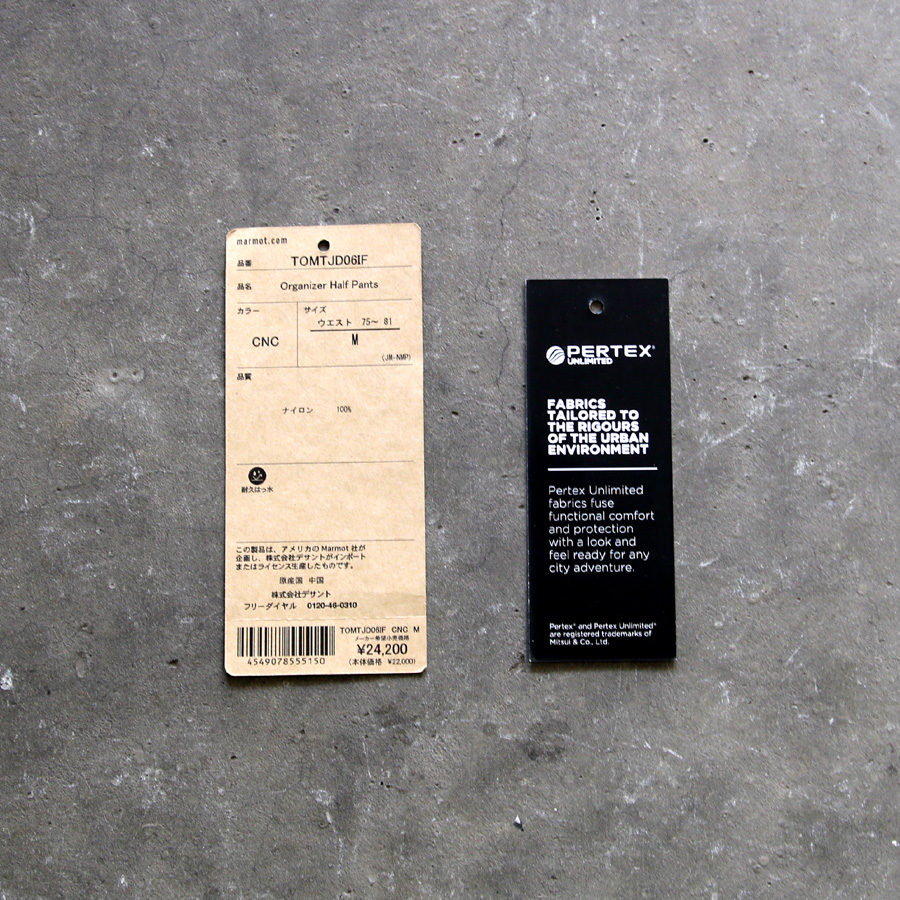 marmot.com
品番 TOMTJD06IF
品名 Organizer Half Pants
カラー
CNC
サイズ
ウエスト 75～ 81
M
(JM-NMP)
品質
ナイロン 100%
耐久はっ水
この製品は、アメリカのMarmot社が
企画し、株式会社デサントがインポート
またはライセンス生産したものです。
原産国 中国
株式会社デサント
フリーダイヤル 0120-46-0310
4549078555150
TOMTJD06IF CNC M
メーカー希望小売価格
¥24,200
(本体価格 ¥22,000)
PERTEX®
UNLIMITED
FABRICS
TAILORED TO
THE RIGOURS
OF THE URBAN
ENVIRONMENT
Pertex Unlimited
fabrics fuse
functional comfort
and protection
with a look and
feel ready for any
city adventure.
Pertex® and Pertex Unlimited®
are registered trademarks of
Mitsui & Co., Ltd.